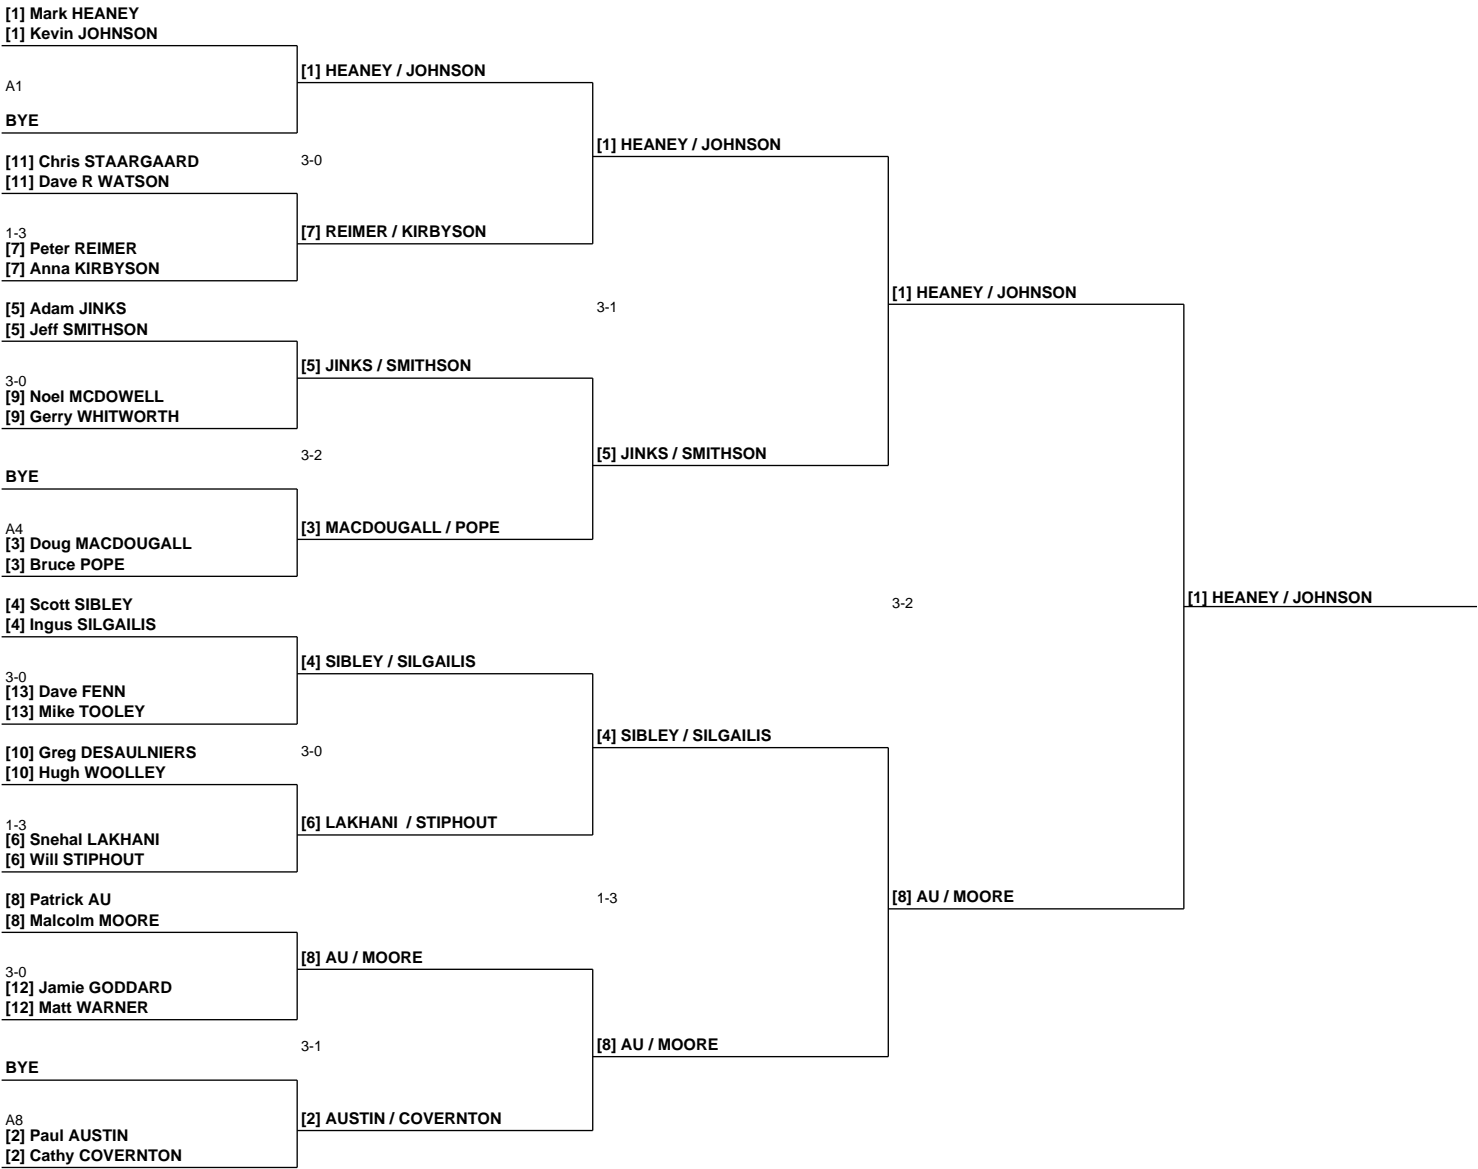 [1] Mark HEANEY
[1] Kevin JOHNSON
A1
BYE
[11] Chris STAARGAARD
[11] Dave R WATSON
1-3
[7] Peter REIMER
[7] Anna KIRBYSON
[5] Adam JINKS
[5] Jeff SMITHSON
3-0
[9] Noel MCDOWELL
[9] Gerry WHITWORTH
BYE
A4
[3] Doug MACDOUGALL
[3] Bruce POPE
[4] Scott SIBLEY
[4] Ingus SILGAILIS
3-0
[13] Dave FENN
[13] Mike TOOLEY
[10] Greg DESAULNIERS
[10] Hugh WOOLLEY
1-3
[6] Snehal LAKHANI
[6] Will STIPHOUT
[8] Patrick AU
[8] Malcolm MOORE
3-0
[12] Jamie GODDARD
[12] Matt WARNER
BYE
A8
[2] Paul AUSTIN
[2] Cathy COVERNTON
[1] HEANEY / JOHNSON
3-0
[7] REIMER / KIRBYSON
[5] JINKS / SMITHSON
3-2
[3] MACDOUGALL / POPE
[4] SIBLEY / SILGAILIS
3-0
[6] LAKHANI / STIPHOUT
[8] AU / MOORE
3-1
[2] AUSTIN / COVERNTON
[1] HEANEY / JOHNSON
3-1
[5] JINKS / SMITHSON
[4] SIBLEY / SILGAILIS
1-3
[8] AU / MOORE
[1] HEANEY / JOHNSON
3-2
[8] AU / MOORE
[1] HEANEY / JOHNSON